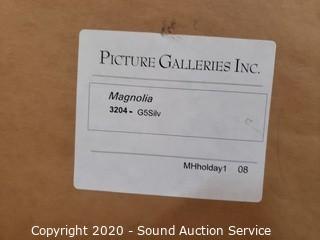 PICTURE GALLERIES INC.
Magnolia
3204 - G5Silv
MHholday1 08
Copyright 2020 - Sound Auction Service